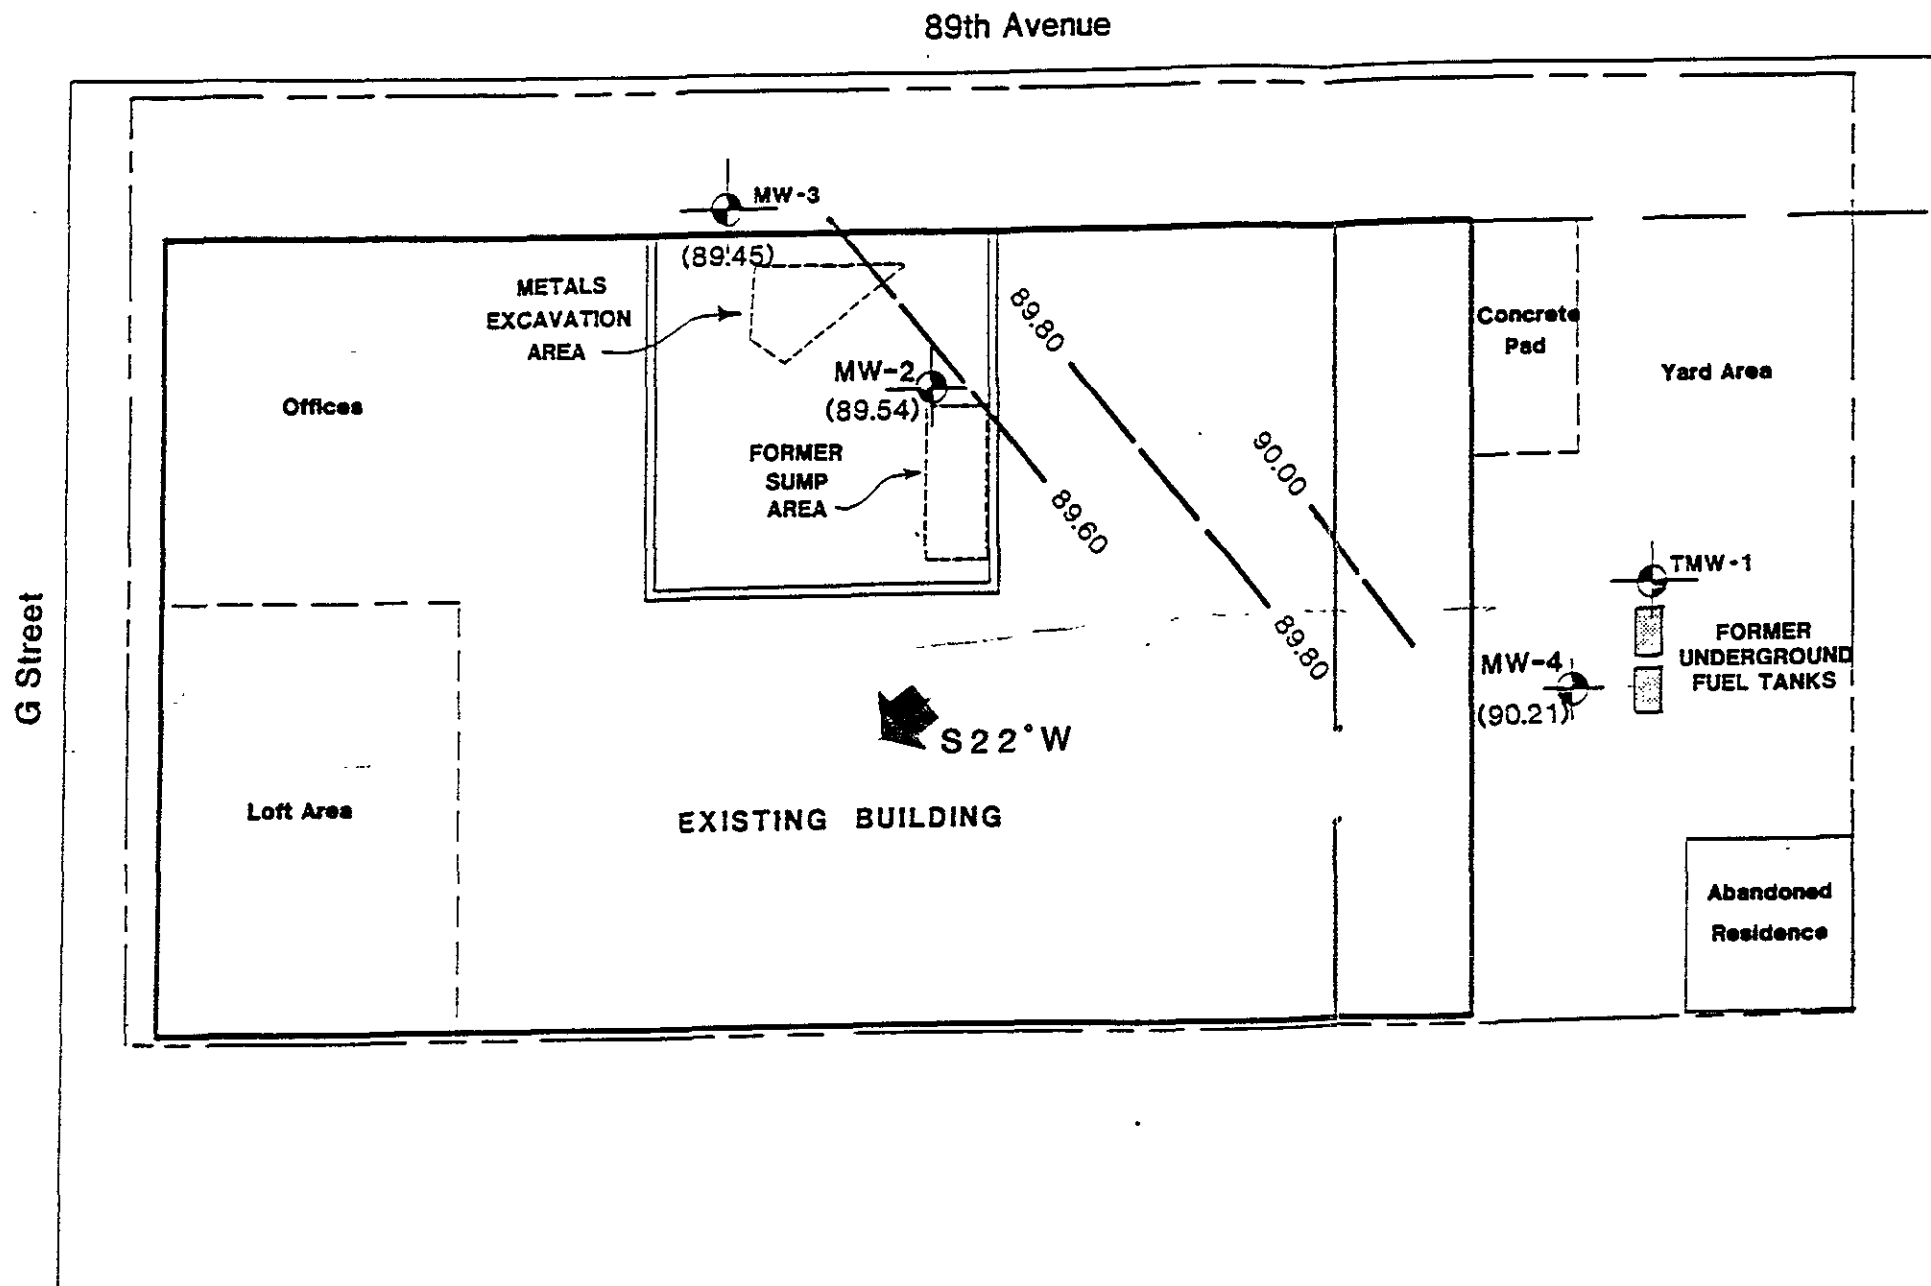 89th Avenue
MW-3
(89.45)
METALS
EXCAVATION
AREA
89.80
Concrete
Pad
Yard Area
Offices
MW-2
(89.54)
FORMER
SUMP
AREA
90.00
89.60
TMW-1
G Street
89.80
FORMER
UNDERGROUND
FUEL TANKS
MW-4
(90.21)
S22°W
Loft Area
EXISTING BUILDING
Abandoned
Residence